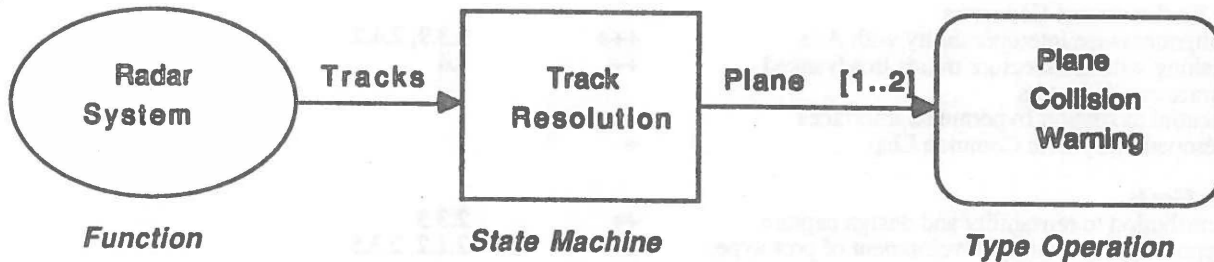 Radar
System
Tracks
Track
Resolution
Plane [1..2]
Plane
Collision
Warning
Function
State Machine
Type Operation